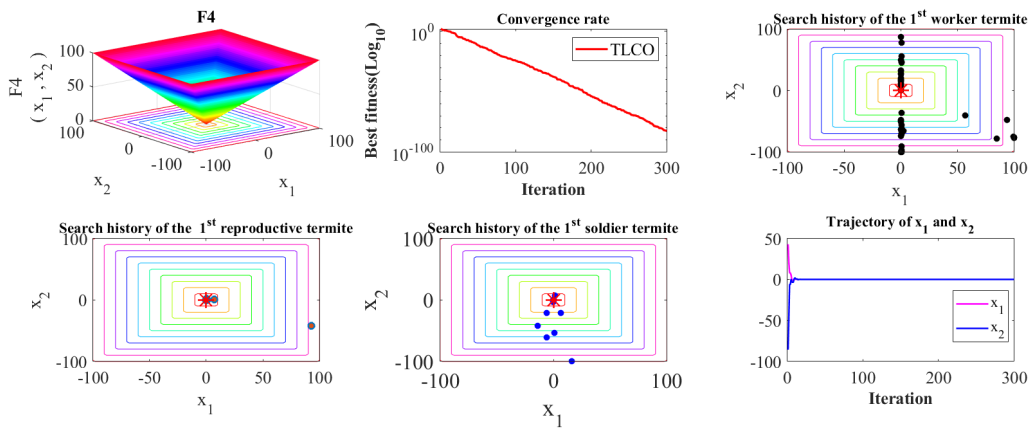 F4
F4
( x1 , x2 )
100
50
0
100
0
-100
x2
-100
0
100
x1
Convergence rate
TLCO
Best fitness(Log10)
10^0
10^-100
0
100
200
300
Iteration
Search history of the 1st worker termite
x2
100
0
-100
-100
-50
0
50
100
x1
Search history of the 1st reproductive termite
x2
100
0
-100
-100
-50
0
50
100
x1
Search history of the 1st soldier termite
x2
100
0
-100
-100
0
100
x1
Trajectory of x1 and x2
50
0
-50
-100
x1
x2
0
100
200
300
Iteration